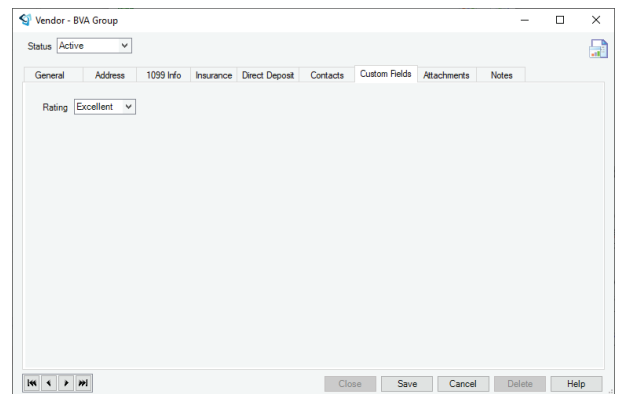 Vendor - BVA Group
Status Active
General Address 1099 Info Insurance Direct Deposit Contacts Custom Fields Attachments Notes
Rating Excellent
Close Save Cancel Delete Help